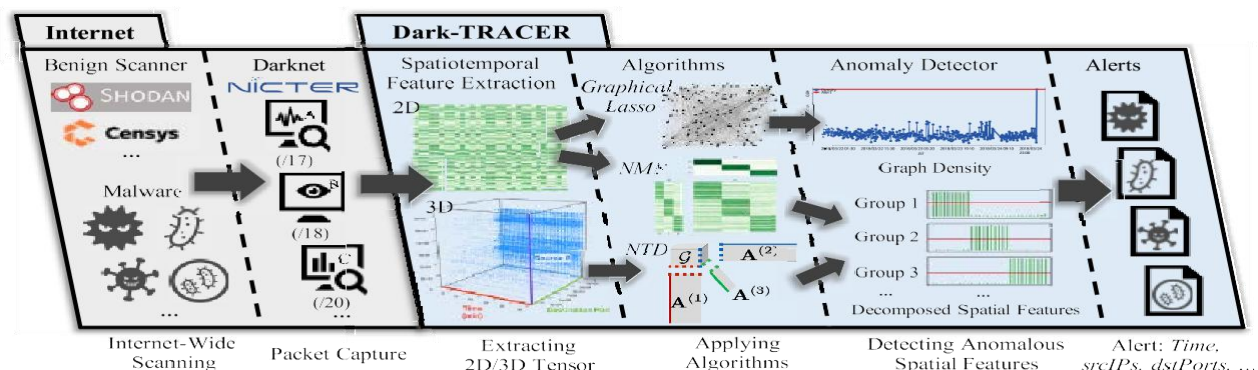 Internet
Dark-TRACER
Benign Scanner
SHODAN
Censys
...
Malware
...
Darknet
NICTER
A
(/17)
B
(/18)
C
(/20)
...
Spatiotemporal
Feature Extraction
2D
3D
Algorithms
Graphical
Lasso
NTD
G
A(1)
A(2)
A(3)
Anomaly Detector
Graph Density
Group 1
Group 2
Group 3
...
...
Decomposed Spatial Features
Alerts
...
Internet-Wide
Scanning
Packet Capture
Extracting
2D/3D Tensor
Applying
Algorithms
Detecting Anomalous
Spatial Features
Alert: Time,
srcIPs, dstPorts, ...